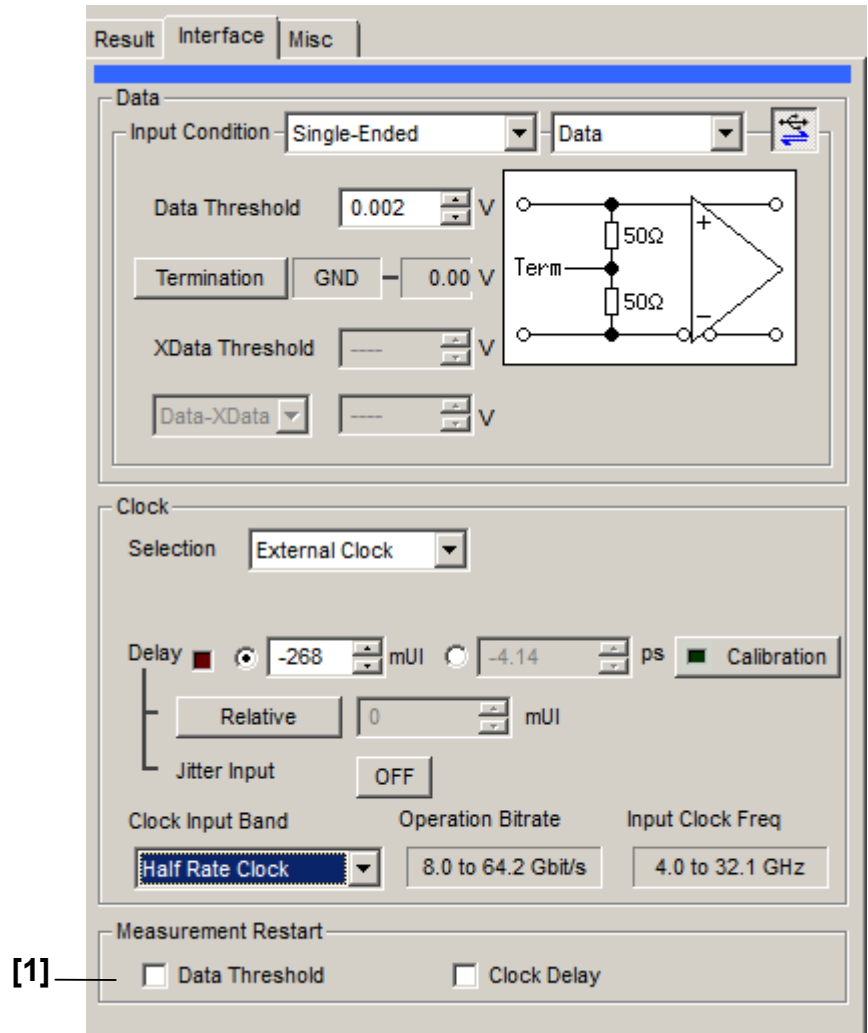 Result Interface Misc
Data
Input Condition Single-Ended Data
Data Threshold 0.002 V
+
50Ω
Termination GND 0.00 V
Term
50Ω
−
XData Threshold ---- V
Data-XData ---- V
Clock
Selection External Clock
Delay -268 mUI -4.14 ps Calibration
Relative 0 mUI
Jitter Input OFF
Clock Input Band Operation Bitrate Input Clock Freq
Half Rate Clock 8.0 to 64.2 Gbit/s 4.0 to 32.1 GHz
Measurement Restart
[1] Data Threshold Clock Delay